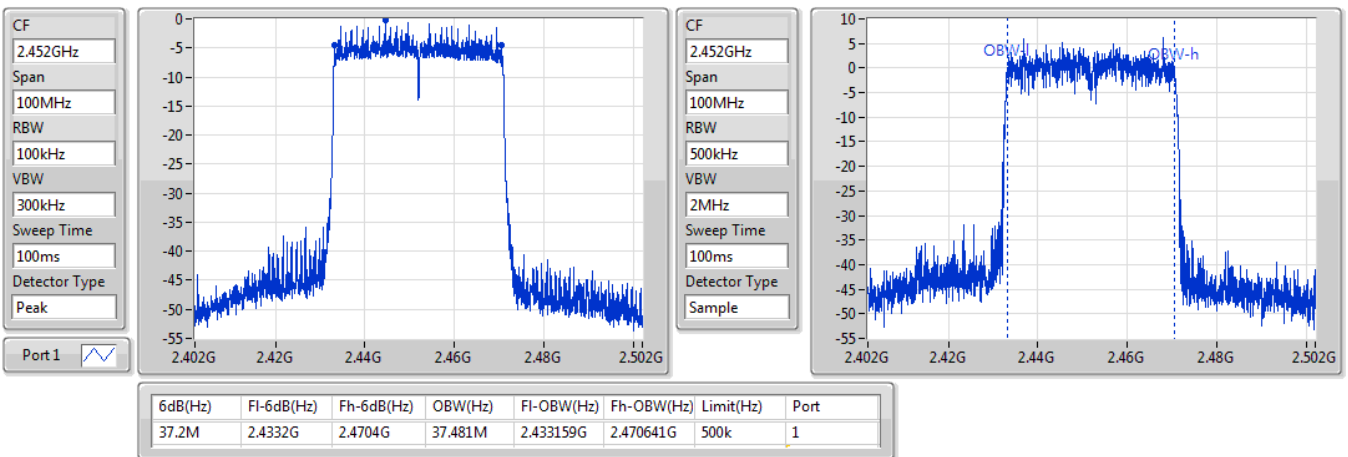 CF
2.452GHz
Span
100MHz
RBW
100kHz
VBW
300kHz
Sweep Time
100ms
Detector Type
Peak
Port 1
0-
-5-
-10-
-15-
-20-
-25-
-30-
-35-
-40-
-45-
-50-
-55-
2.402G 2.42G 2.44G 2.46G 2.48G 2.502G
CF
2.452GHz
Span
100MHz
RBW
500kHz
VBW
2MHz
Sweep Time
100ms
Detector Type
Sample
10-
5-
0-
-5-
-10-
-15-
-20-
-25-
-30-
-35-
-40-
-45-
-50-
-55-
OBW-l OBW-h
2.402G 2.42G 2.44G 2.46G 2.48G 2.502G
6dB(Hz) Fl-6dB(Hz) Fh-6dB(Hz) OBW(Hz) Fl-OBW(Hz) Fh-OBW(Hz) Limit(Hz) Port
37.2M 2.4332G 2.4704G 37.481M 2.433159G 2.470641G 500k 1